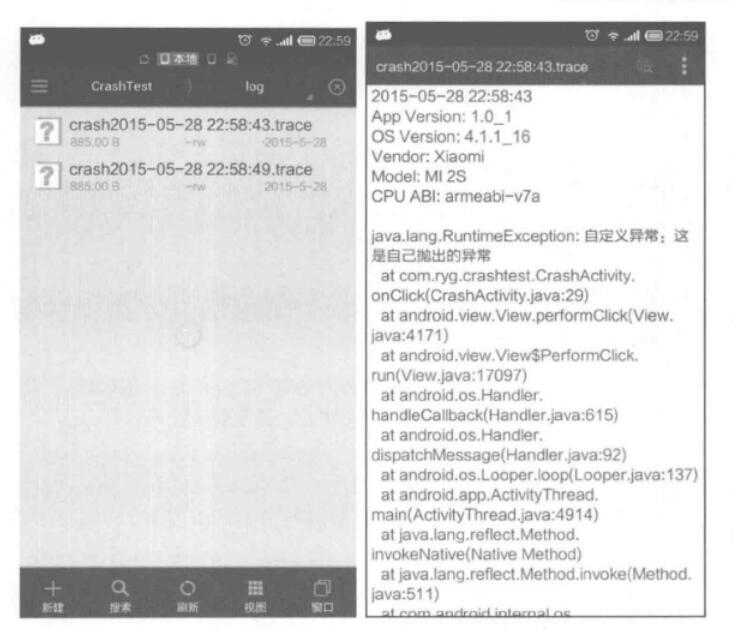 22:59
本地
CrashTest
log
crash2015-05-28 22:58:43.trace
885.00 B -rw 2015-5-28
crash2015-05-28 22:58:49.trace
885.00 B -rw 2015-5-28
新建 搜索 刷新 视图 窗口
22:59
crash2015-05-28 22:58:43.trace
2015-05-28 22:58:43
App Version: 1.0_1
OS Version: 4.1.1_16
Vendor: Xiaomi
Model: MI 2S
CPU ABI: armeabi-v7a
java.lang.RuntimeException: 自定义异常：这
是自己抛出的异常
at com.ryg.crashtest.CrashActivity.
onClick(CrashActivity.java:29)
at android.view.View.performClick(View.
java:4171)
at android.view.View$PerformClick.
run(View.java:17097)
at android.os.Handler.
handleCallback(Handler.java:615)
at android.os.Handler.
dispatchMessage(Handler.java:92)
at android.os.Looper.loop(Looper.java:137)
at android.app.ActivityThread.
main(ActivityThread.java:4914)
at java.lang.reflect.Method.
invokeNative(Native Method)
at java.lang.reflect.Method.invoke(Method.
java:511)
at com.android.internal.os.